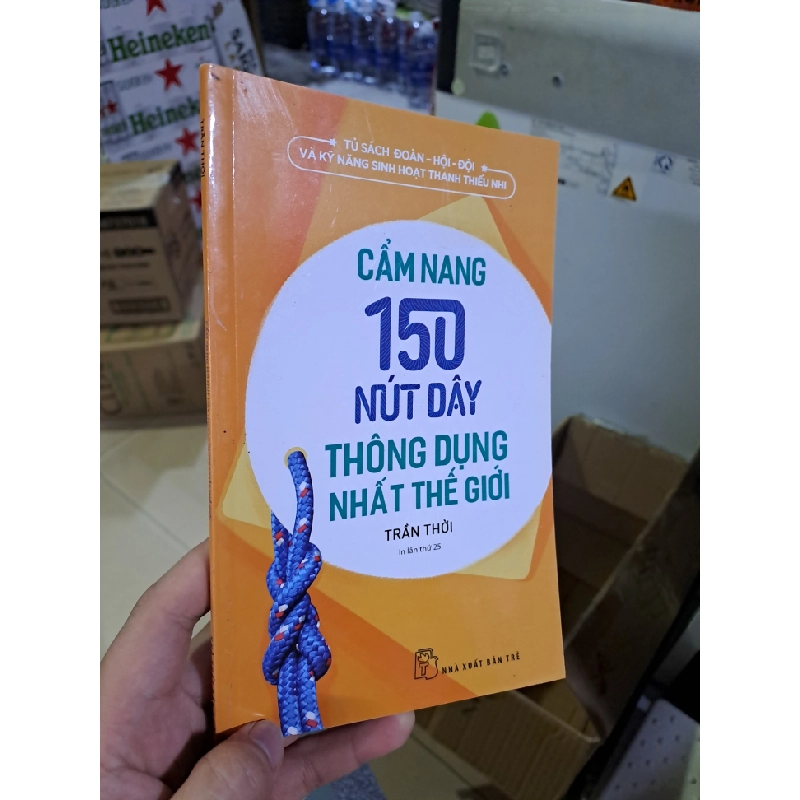 Heineken
Heineken
TỦ SÁCH ĐOÀN - HỘI - ĐỘI
VÀ KỸ NĂNG SINH HOẠT THANH THIẾU NHI
CẨM NANG
150
NÚT DÂY
THÔNG DỤNG
NHẤT THẾ GIỚI
TRẦN THỜI
In lần thứ 25
NHÀ XUẤT BẢN TRẺ